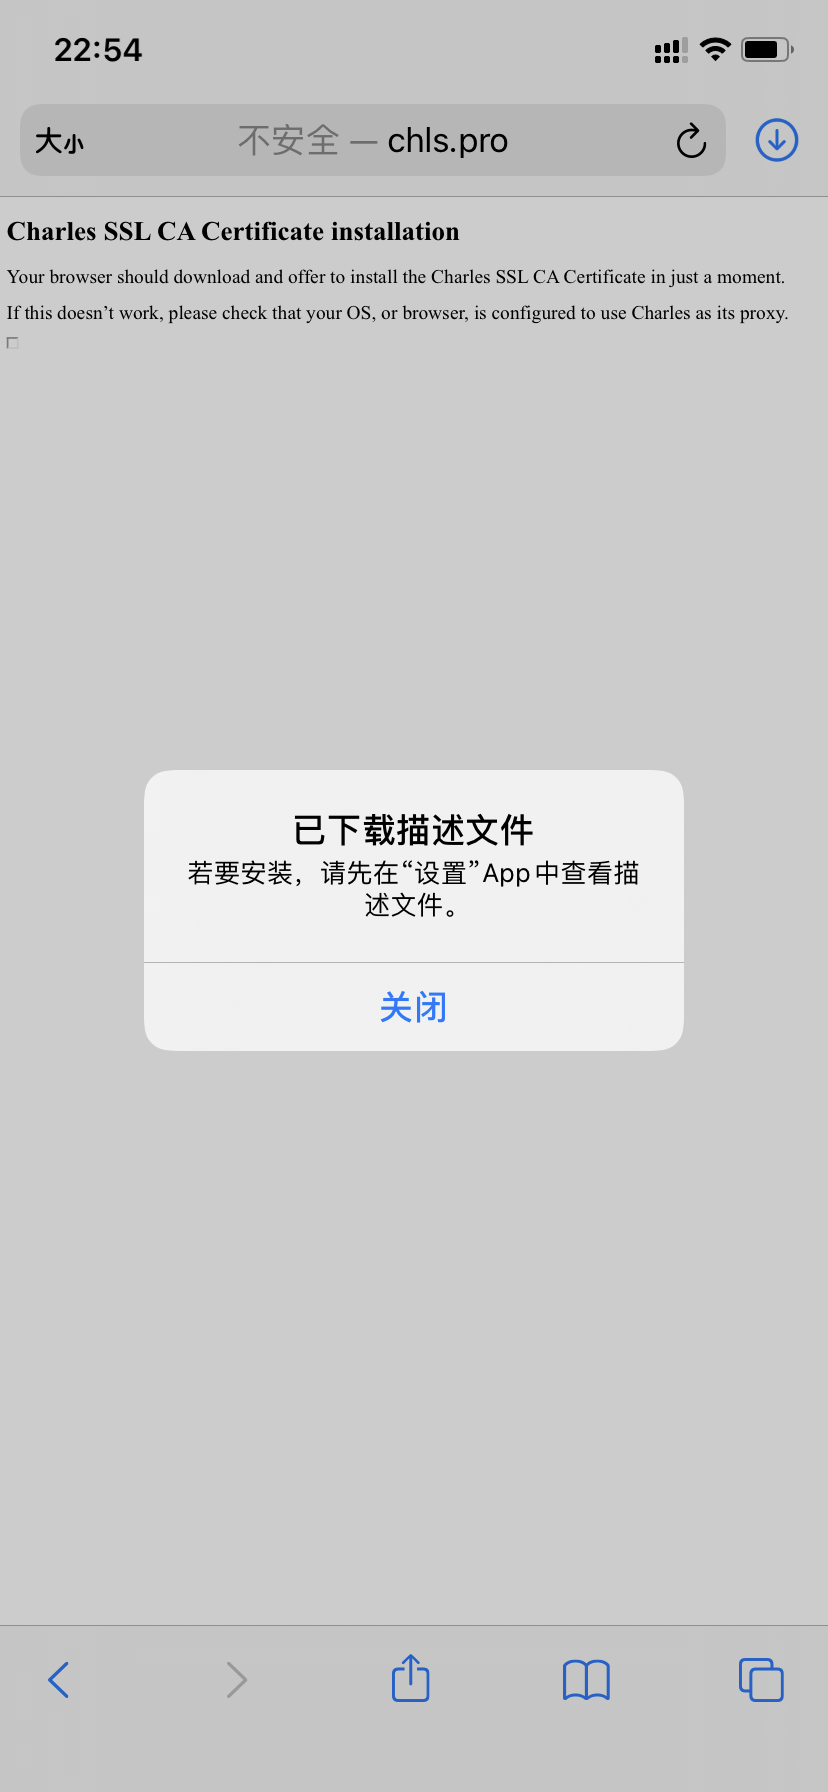 22:54
大小 不安全 — chls.pro
Charles SSL CA Certificate installation
Your browser should download and offer to install the Charles SSL CA Certificate in just a moment.
If this doesn’t work, please check that your OS, or browser, is configured to use Charles as its proxy.
已下载描述文件
若要安装，请先在“设置”App中查看描
述文件。
关闭